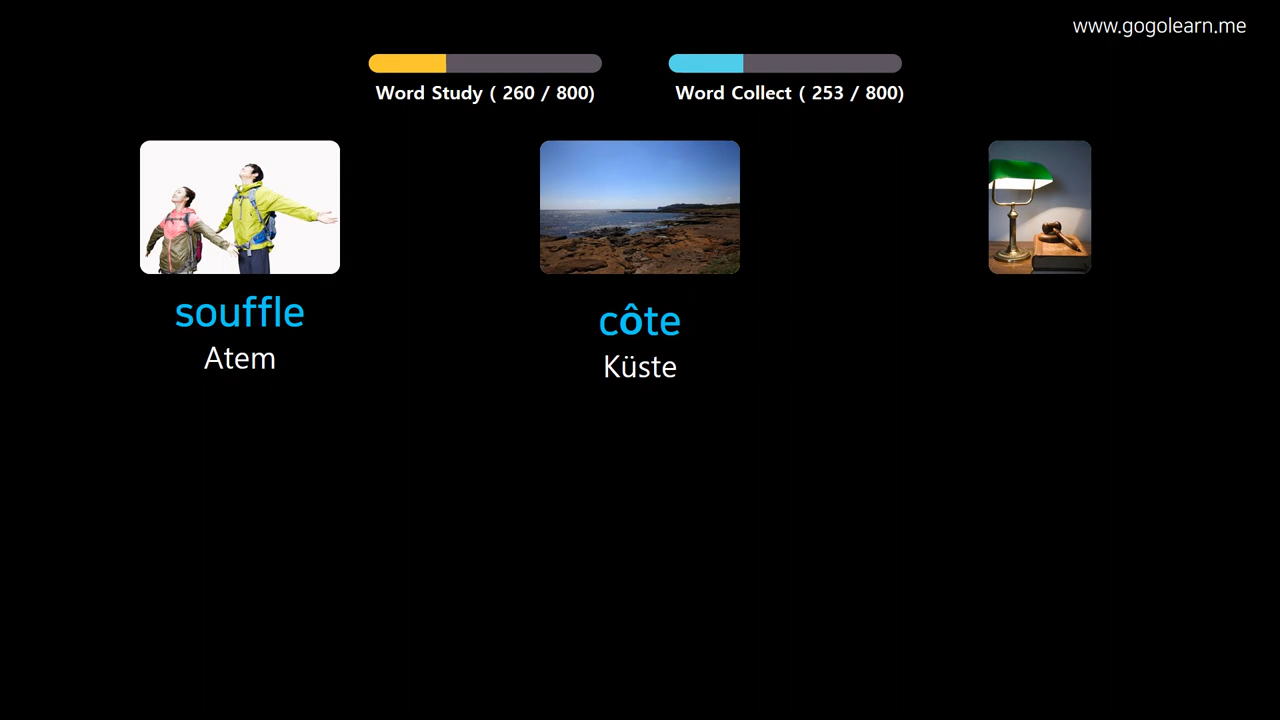 www.gogolearn.me
Word Study ( 260 / 800)
Word Collect ( 253 / 800)
souffle
Atem
côte
Küste